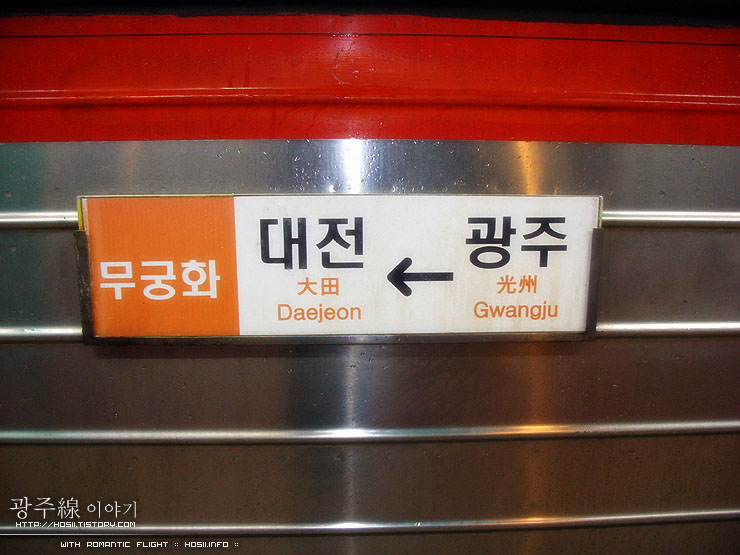 무궁화
대전 ← 광주
大田 光州
Daejeon Gwangju
광주線 이야기
HTTP://HOSII.TISTORY.COM
WITH ROMANTIC FLIGHT :: HOSII.INFO ::